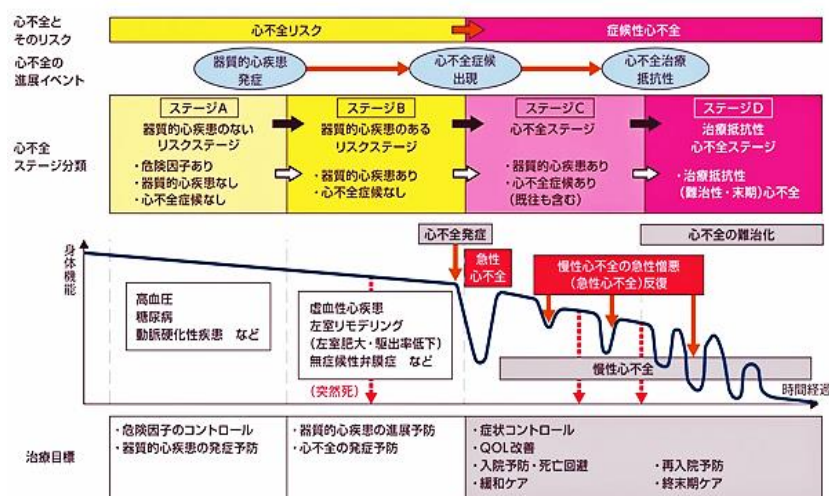 心不全と
そのリスク
心不全リスク
症候性心不全
心不全の
進展イベント
器質的心疾患
発症
心不全症候
出現
心不全治療
抵抗性
心不全
ステージ分類
ステージA
器質的心疾患のない
リスクステージ
・危険因子あり
・器質的心疾患なし
・心不全症候なし
ステージB
器質的心疾患のある
リスクステージ
・器質的心疾患あり
・心不全症候なし
ステージC
心不全ステージ
・器質的心疾患あり
・心不全症候あり
(既往も含む)
ステージD
治療抵抗性
心不全ステージ
・治療抵抗性
(難治性・末期)心不全
身体機能
心不全発症
心不全の難治化
急性
心不全
慢性心不全の急性憎悪
(急性心不全)反復
高血圧
糖尿病
動脈硬化性疾患 など
虚血性心疾患
左室リモデリング
(左室肥大・駆出率低下)
無症候性弁膜症 など
(突然死)
慢性心不全
時間経過
治療目標
・危険因子のコントロール
・器質的心疾患の発症予防
・器質的心疾患の進展予防
・心不全の発症予防
・症状コントロール
・QOL改善
・入院予防・死亡回避
・緩和ケア
・再入院予防
・終末期ケア